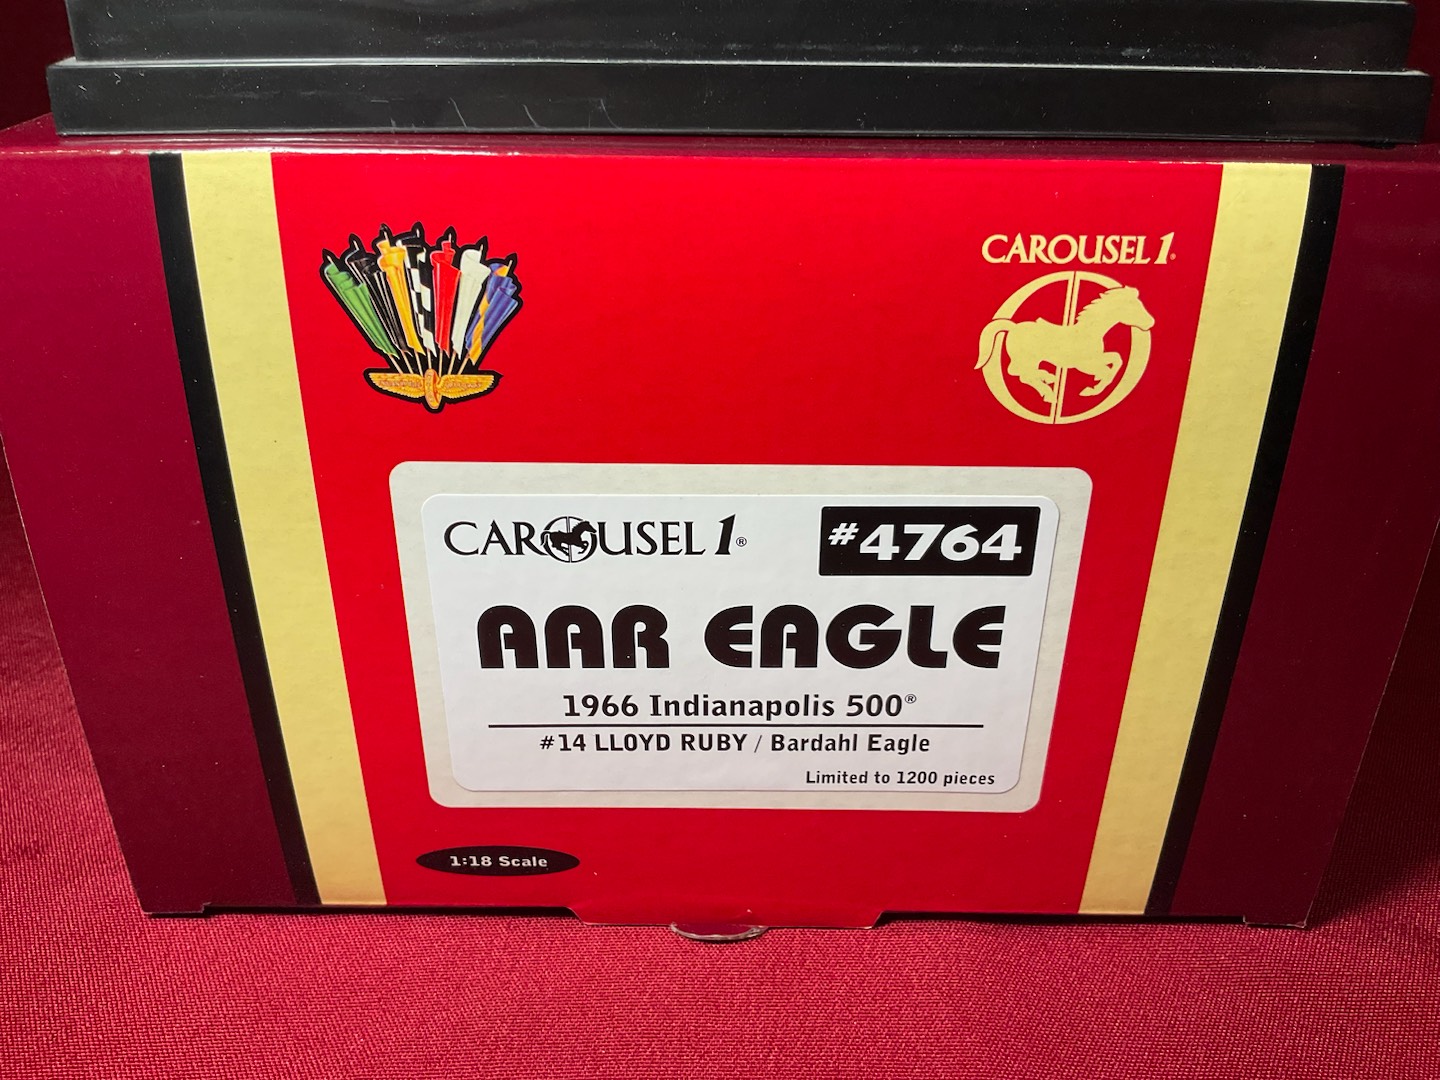 CAROUSEL 1®
CAROUSEL 1®
#4764
AAR EAGLE
1966 Indianapolis 500®
#14 LLOYD RUBY / Bardahl Eagle
Limited to 1200 pieces
1:18 Scale